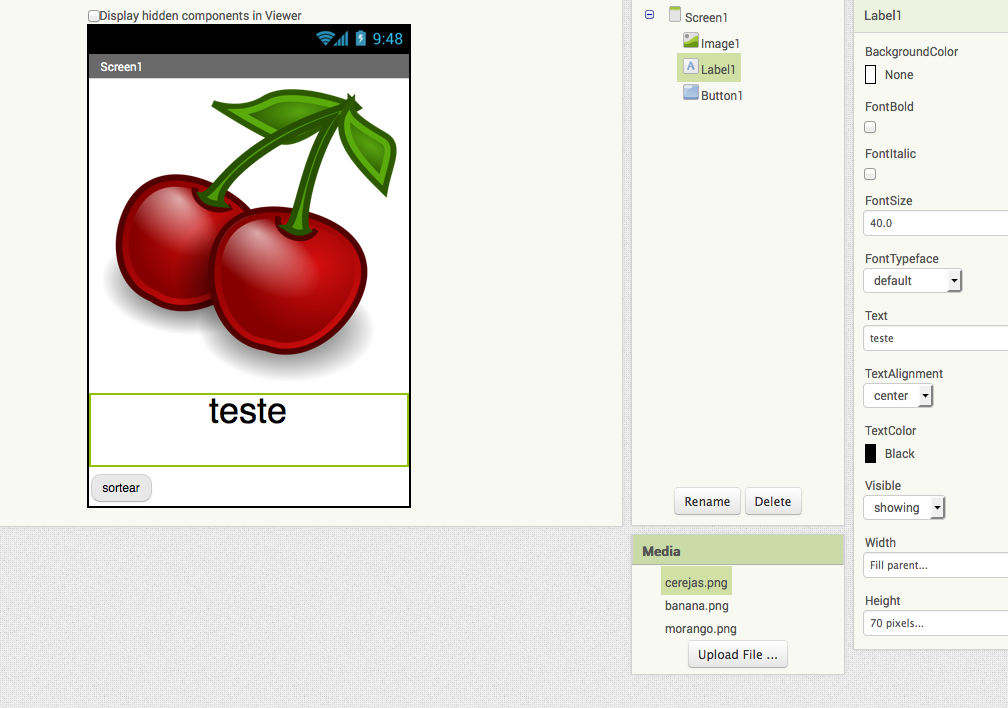 Display hidden components in Viewer
9:48
Screen1
teste
sortear
Screen1
Image1
A Label1
Button1
Rename Delete
Media
cerejas.png
banana.png
morango.png
Upload File ...
Label1
BackgroundColor
None
FontBold
FontItalic
FontSize
40.0
FontTypeface
default
Text
teste
TextAlignment
center
TextColor
Black
Visible
showing
Width
Fill parent...
Height
70 pixels...